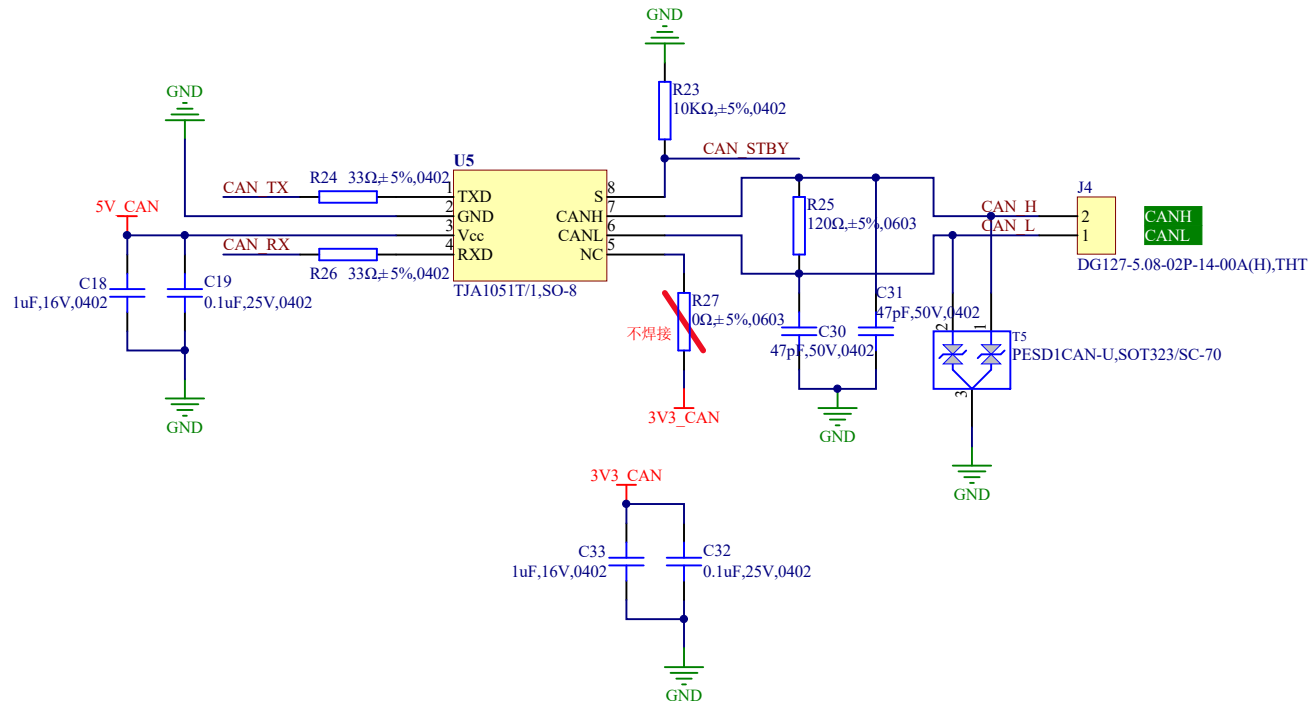 GND
R23
10KΩ,±5%,0402
GND
CAN_STBY
U5
R24 33Ω,±5%,0402
CAN_TX
1
TXD
S
8
2
GND
CANH
7
5V_CAN
3
Vcc
CANL
6
CAN_RX
4
RXD
NC
5
R26 33Ω,±5%,0402
TJA1051T/1,SO-8
C18
1uF,16V,0402
C19
0.1uF,25V,0402
GND
R25
120Ω,±5%,0603
CAN_H
CAN_L
J4
2
1
CANH
CANL
DG127-5.08-02P-14-00A(H),THT
R27
0Ω,±5%,0603
不焊接
3V3_CAN
C31
47pF,50V,0402
C30
47pF,50V,0402
GND
2
1
T5
PESD1CAN-U,SOT323/SC-70
3
GND
3V3_CAN
C33
1uF,16V,0402
C32
0.1uF,25V,0402
GND